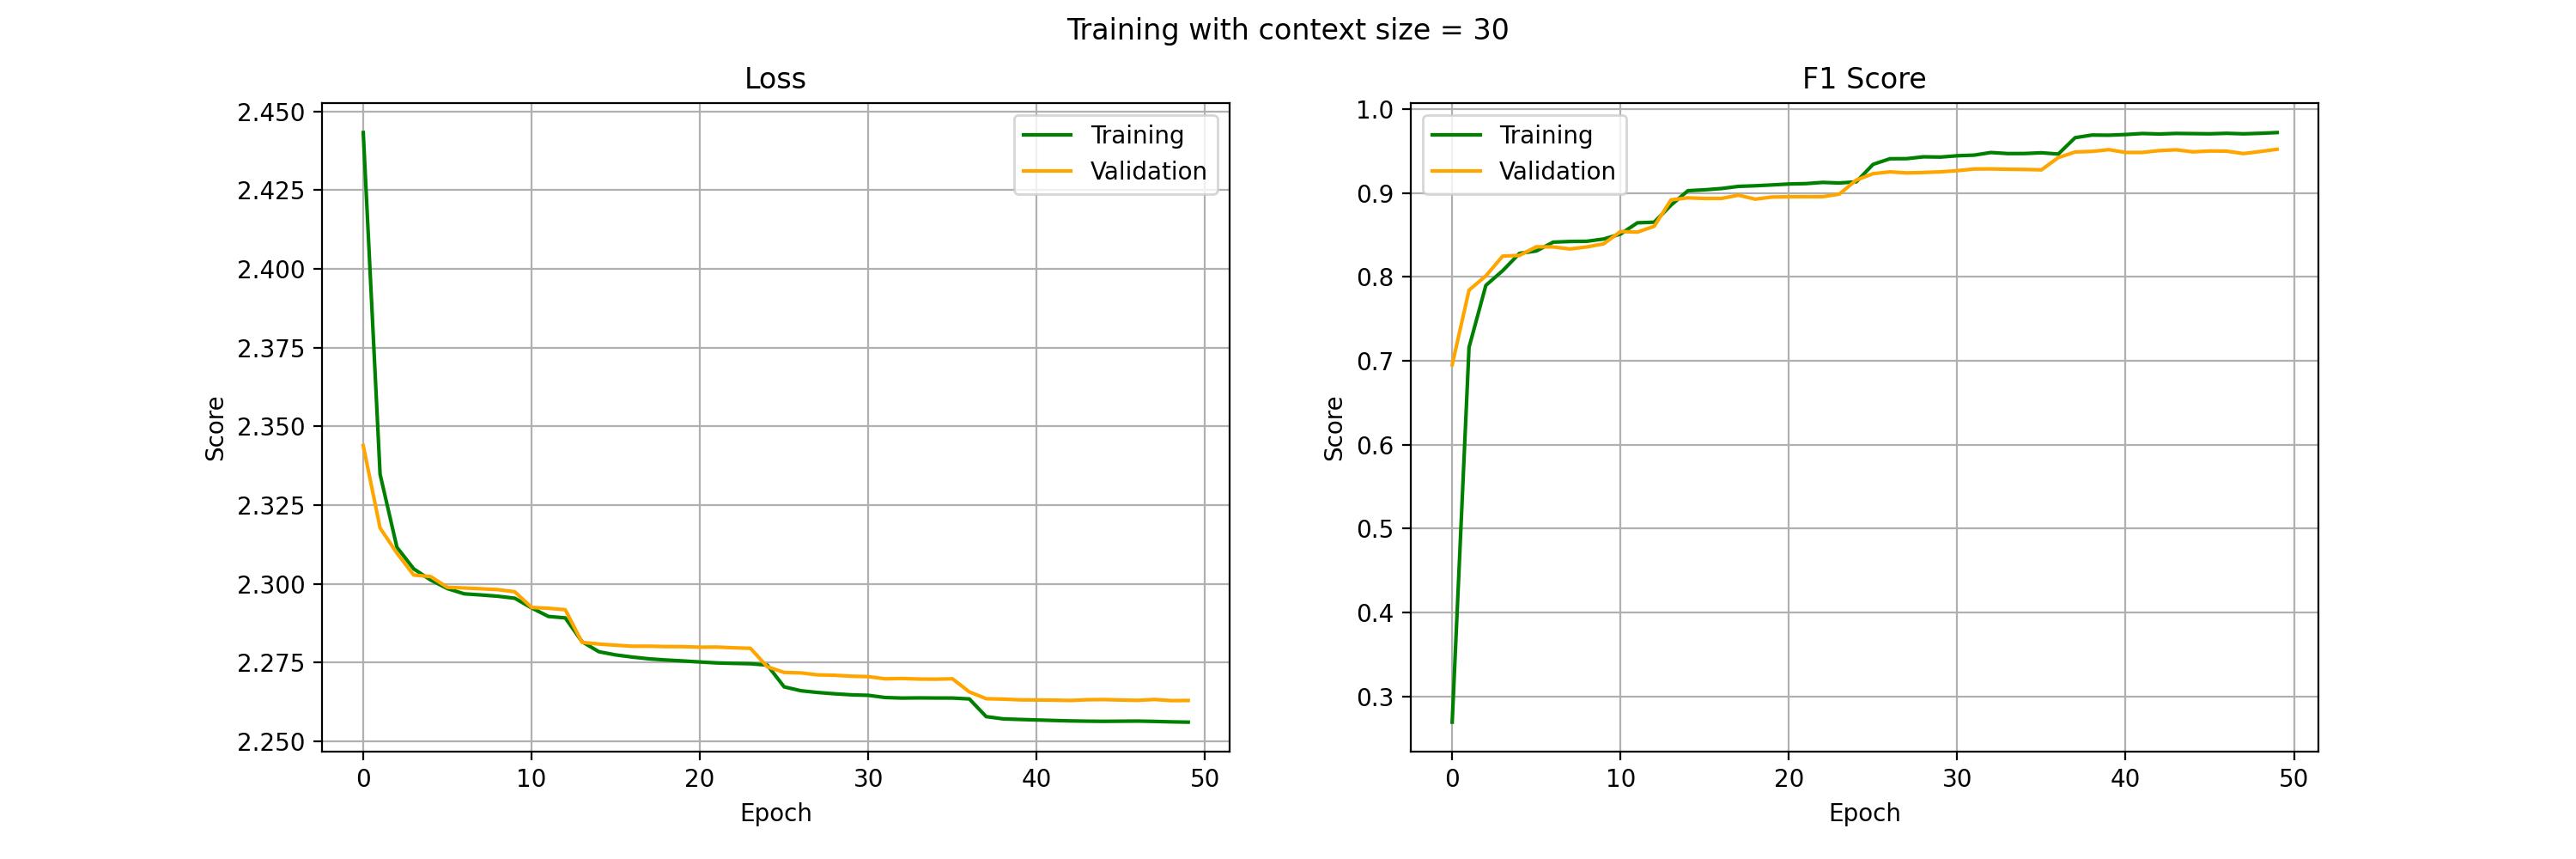 Training with context size = 30
Loss
2.450
2.425
2.400
2.375
2.350
2.325
2.300
2.275
2.250
Score
0 10 20 30 40 50
Epoch
Training
Validation
F1 Score
1.0
0.9
0.8
0.7
0.6
0.5
0.4
0.3
Score
0 10 20 30 40 50
Epoch
Training
Validation